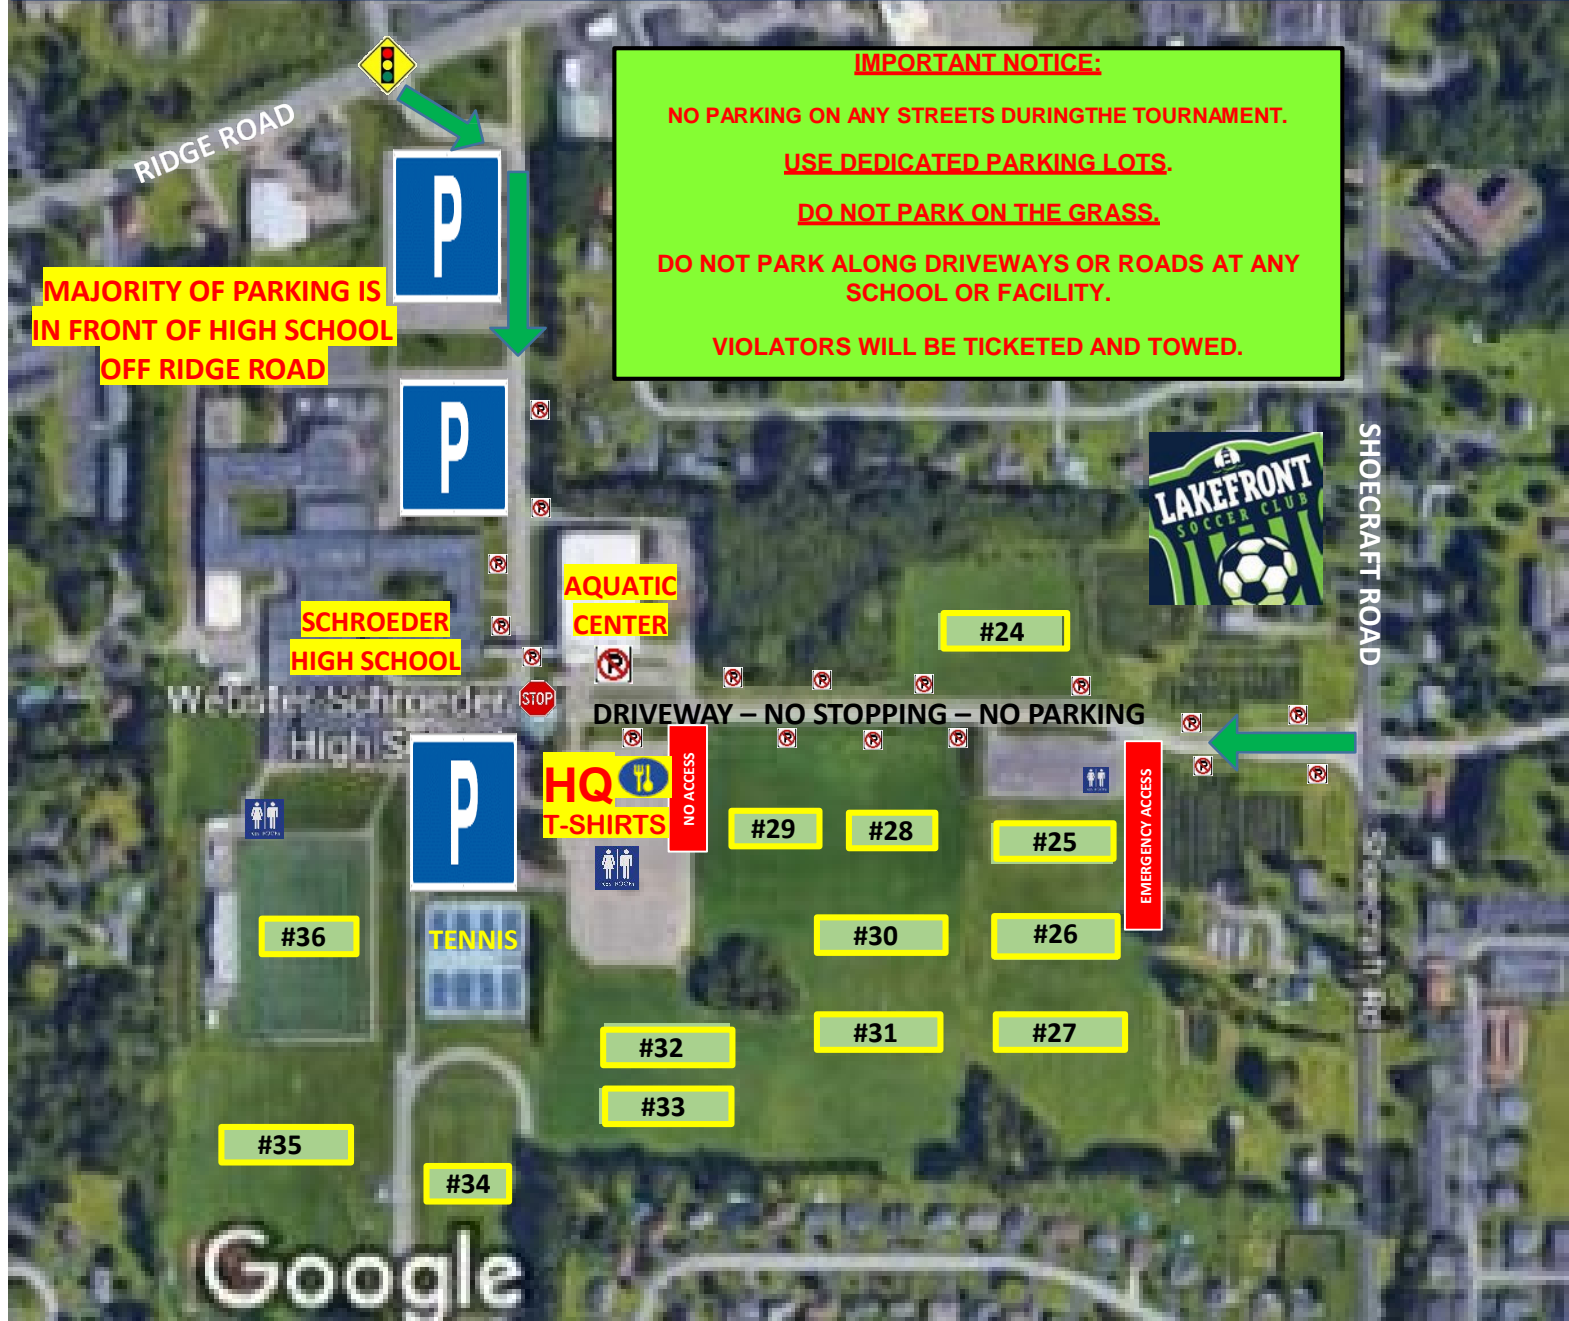 IMPORTANT NOTICE:
NO PARKING ON ANY STREETS DURINGTHE TOURNAMENT.
USE DEDICATED PARKING LOTS.
DO NOT PARK ON THE GRASS.
DO NOT PARK ALONG DRIVEWAYS OR ROADS AT ANY
SCHOOL OR FACILITY.
VIOLATORS WILL BE TICKETED AND TOWED.
RIDGE ROAD
P
MAJORITY OF PARKING IS
IN FRONT OF HIGH SCHOOL
OFF RIDGE ROAD
P
P
P
P
P
P
LAKEFRONT
SOCCER CLUB
SHOECRAFT ROAD
AQUATIC
CENTER
SCHROEDER
HIGH SCHOOL
#24
P
P
P
P
P
P
Webster-Schroeder
High S
STOP
DRIVEWAY – NO STOPPING – NO PARKING
P
P
P
P
P
P
P
P
P
HQ
T-SHIRTS
NO ACCESS
EMERGENCY ACCESS
#29
#28
#25
#36
TENNIS
#30
#26
#32
#31
#27
#33
#35
#34
Google